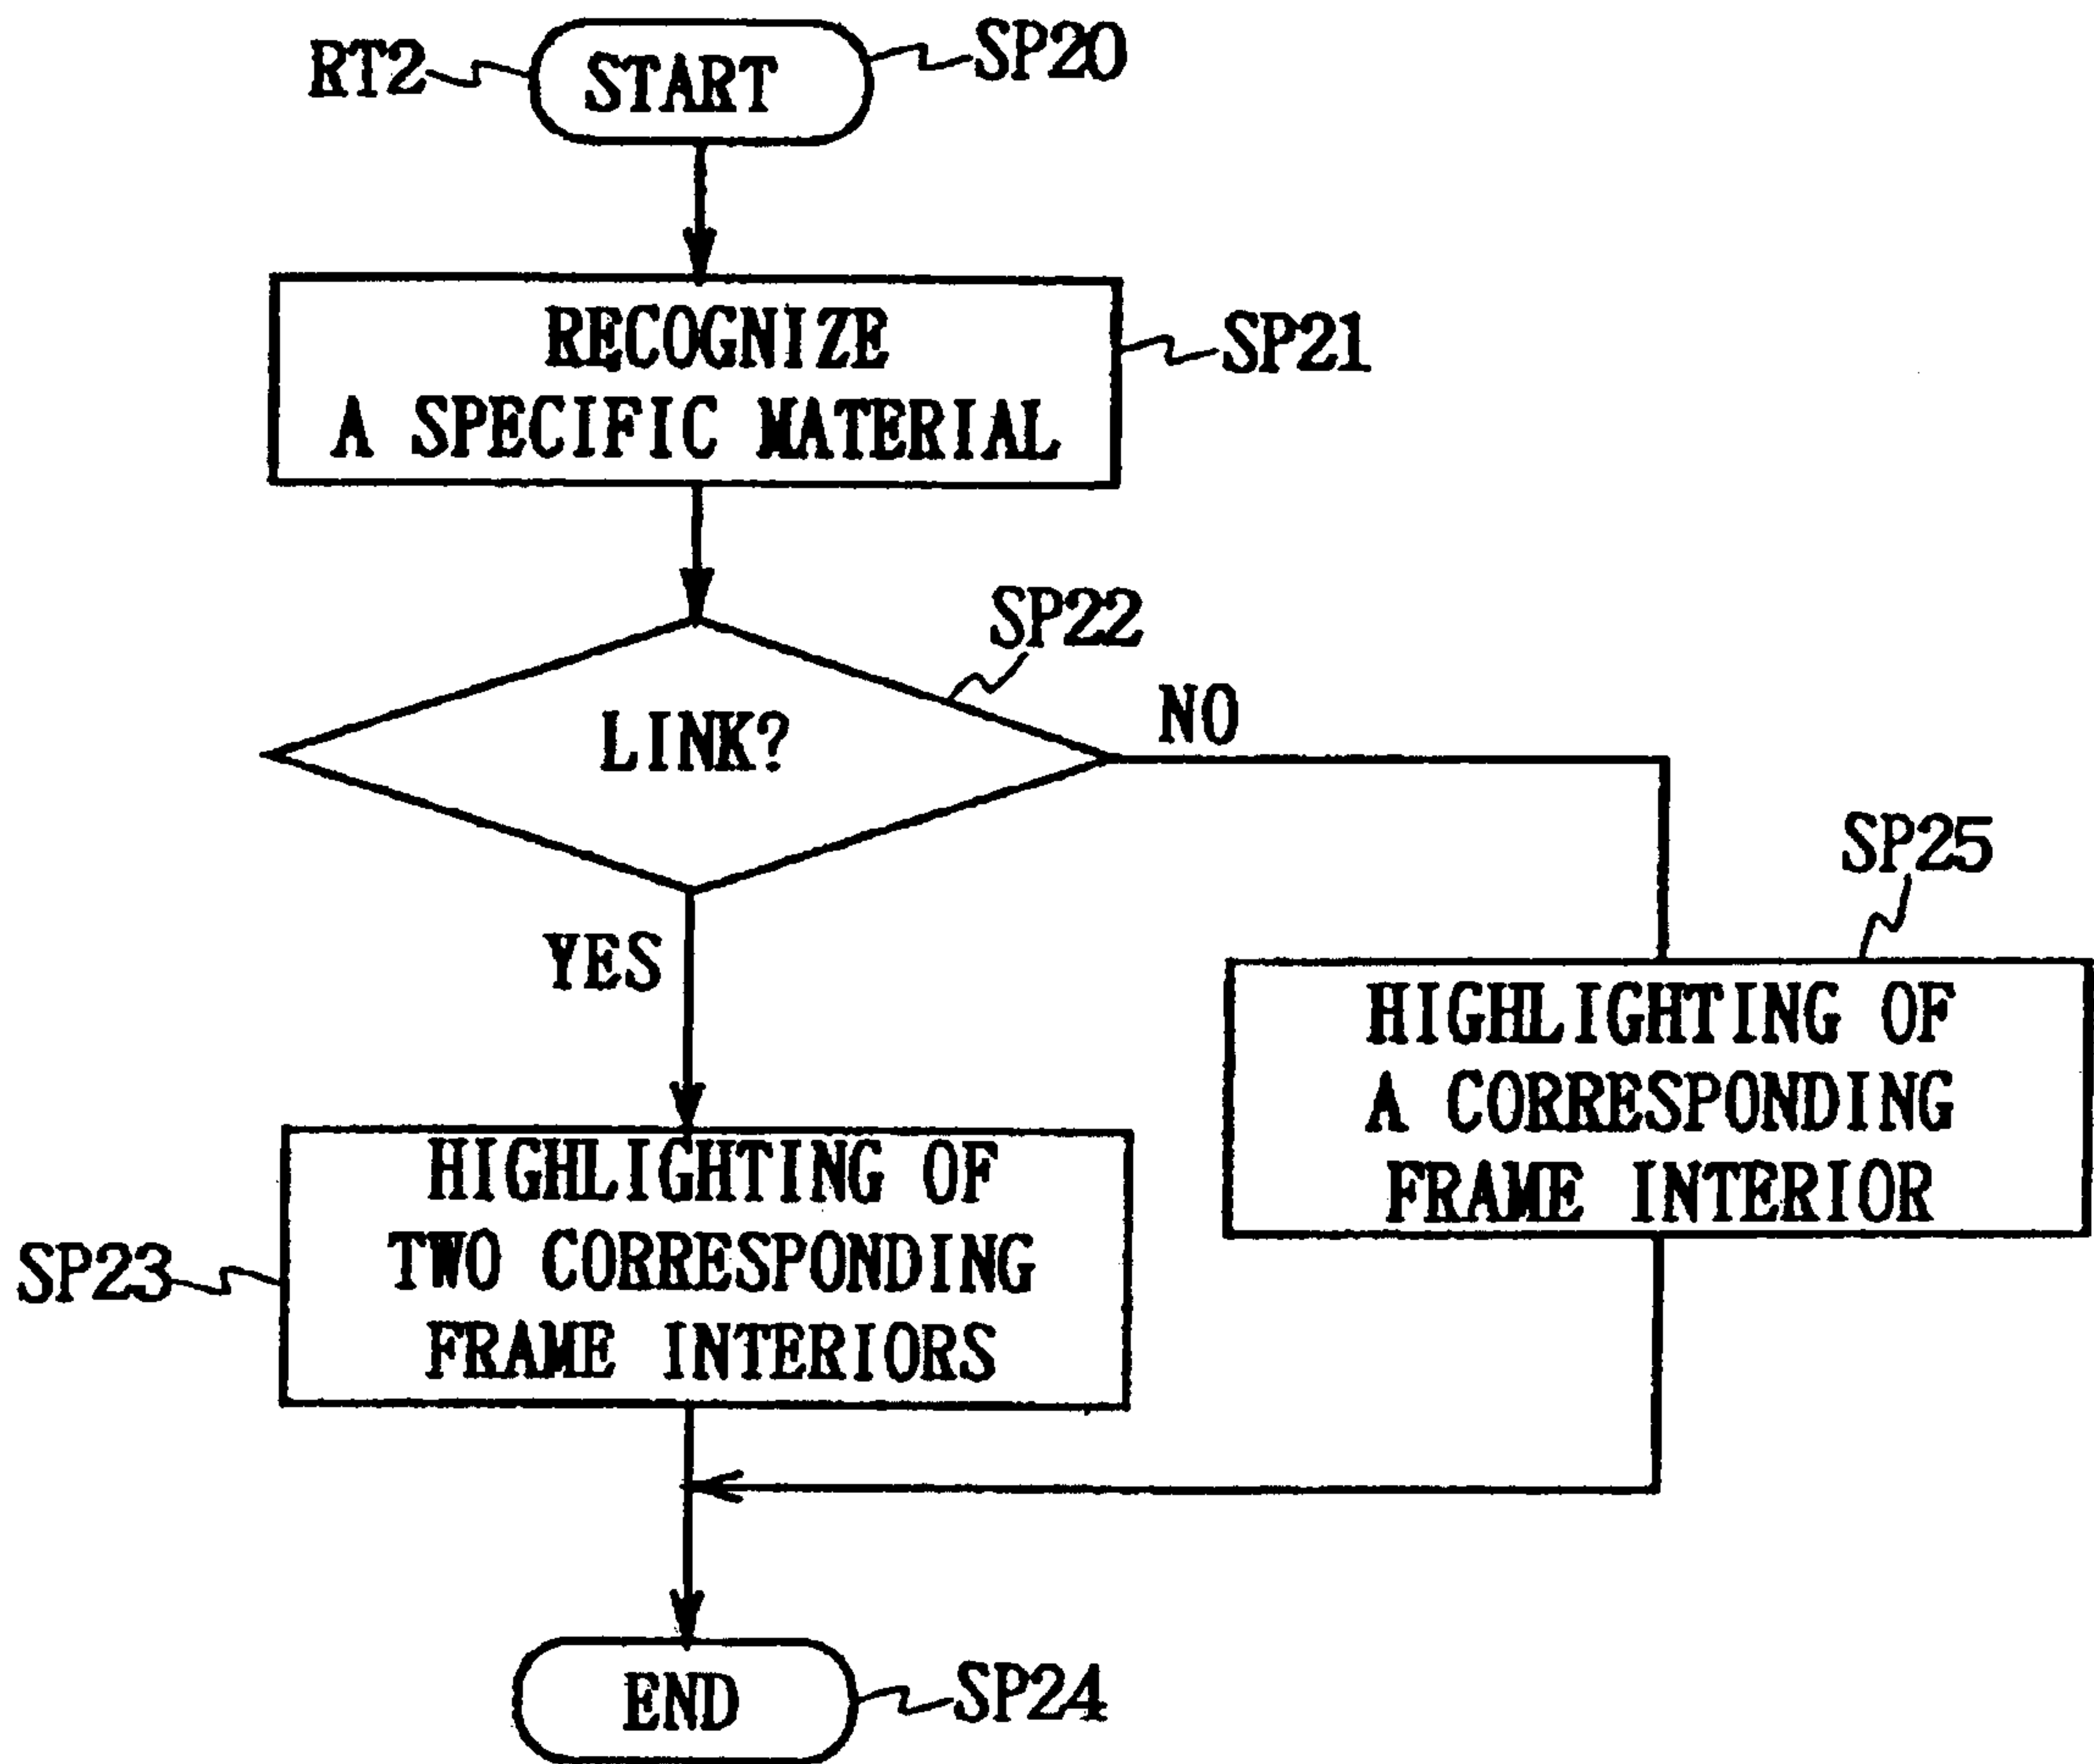 RT2
START
SP20
RECOGNIZE
A SPECIFIC MATERIAL
SP21
SP22
LINK?
NO
YES
SP25
HIGHLIGHTING OF
A CORRESPONDING
FRAME INTERIOR
HIGHLIGHTING OF
TWO CORRESPONDING
FRAME INTERIORS
SP23
END
SP24